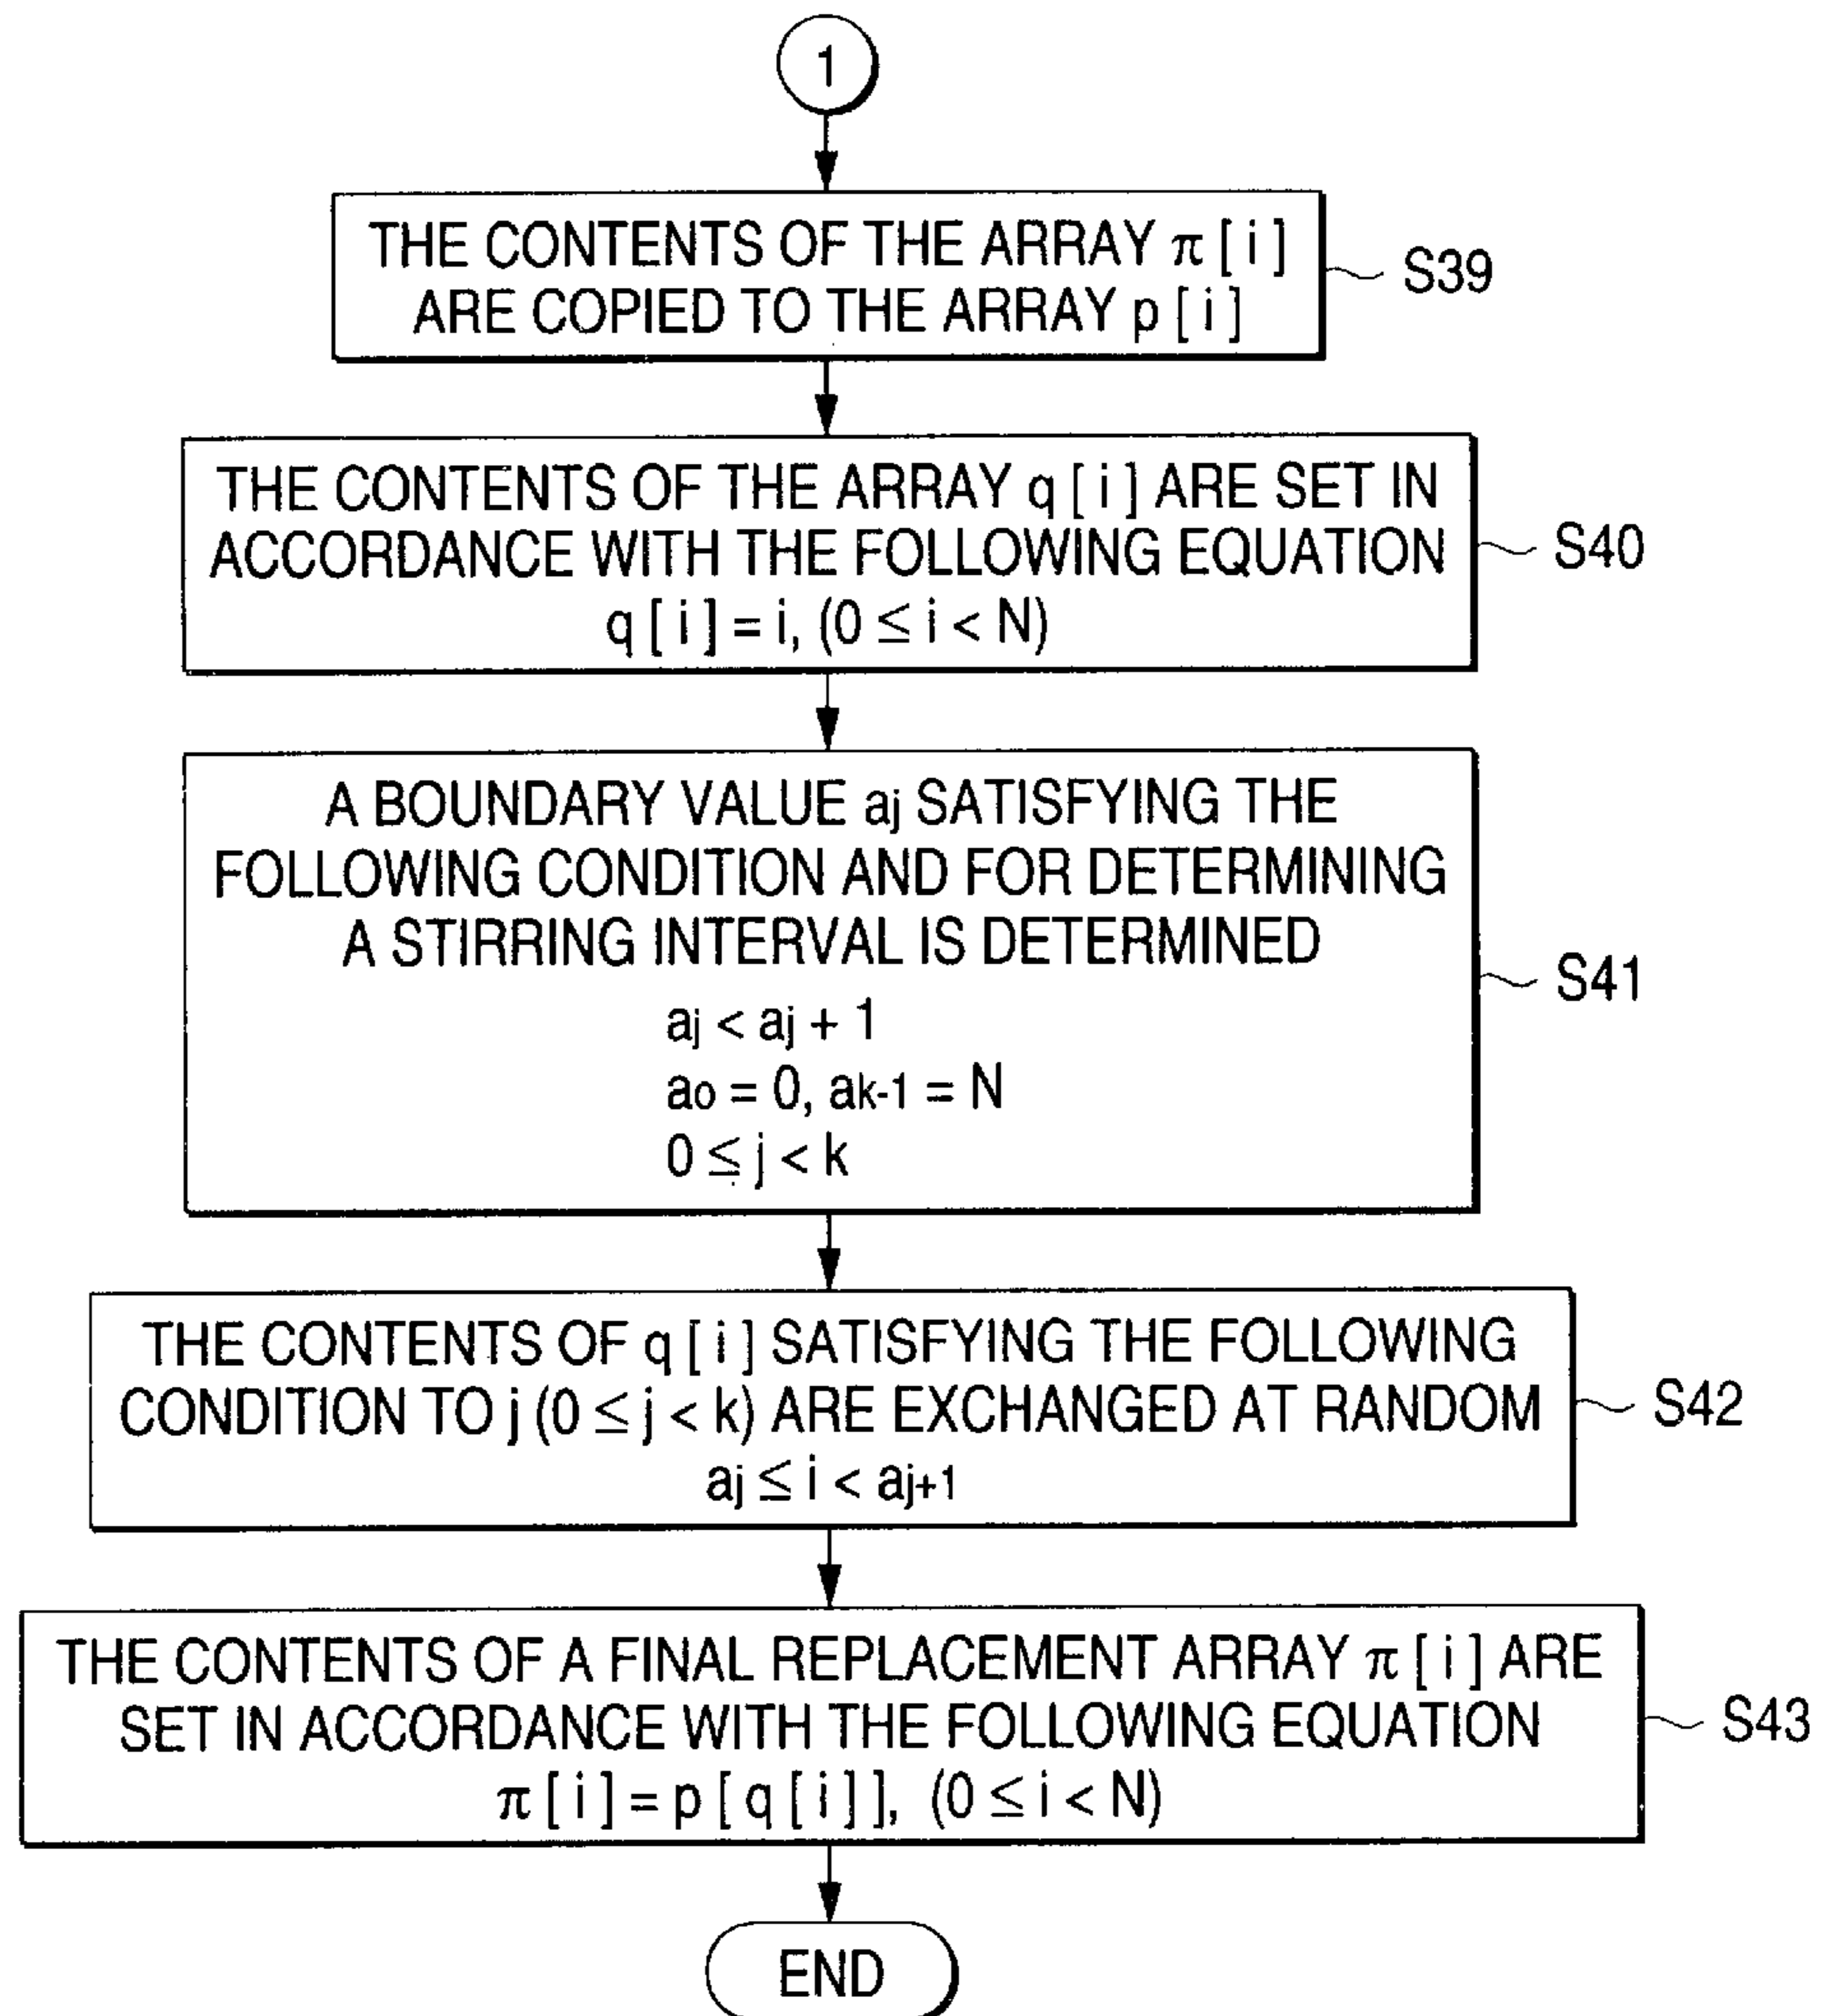 1
THE CONTENTS OF THE ARRAY π [ i ]
ARE COPIED TO THE ARRAY p [ i ]
S39
THE CONTENTS OF THE ARRAY q [ i ] ARE SET IN
ACCORDANCE WITH THE FOLLOWING EQUATION
q [ i ] = i, (0 ≤ i < N)
S40
A BOUNDARY VALUE aj SATISFYING THE
FOLLOWING CONDITION AND FOR DETERMINING
A STIRRING INTERVAL IS DETERMINED
aj < aj + 1
a0 = 0, ak-1 = N
0 ≤ j < k
S41
THE CONTENTS OF q [ i ] SATISFYING THE FOLLOWING
CONDITION TO j (0 ≤ j < k) ARE EXCHANGED AT RANDOM
aj ≤ i < aj+1
S42
THE CONTENTS OF A FINAL REPLACEMENT ARRAY π [ i ] ARE
SET IN ACCORDANCE WITH THE FOLLOWING EQUATION
π [ i ] = p [ q [ i ] ], (0 ≤ i < N)
S43
END